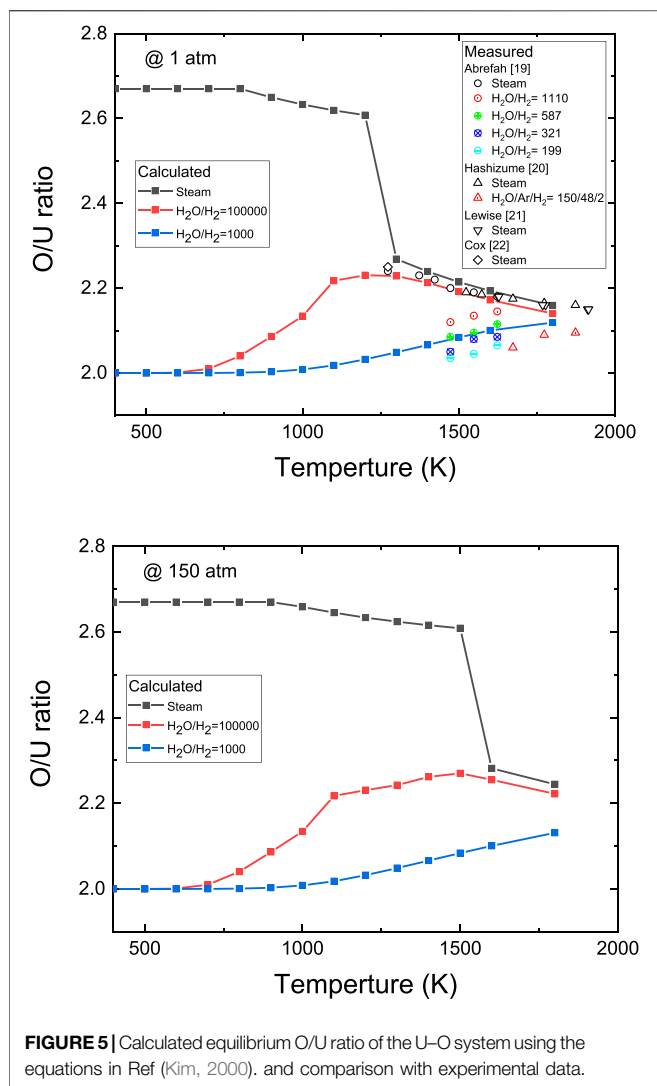 @ 1 atm
2.8
2.6
2.4
2.2
2.0
O/U ratio
Calculated
Steam
H2O/H2=100000
H2O/H2=1000
Measured
Abrefah [19]
Steam
H2O/H2= 1110
H2O/H2= 587
H2O/H2= 321
H2O/H2= 199
Hashizume [20]
Steam
H2O/Ar/H2= 150/48/2
Lewise [21]
Steam
Cox [22]
Steam
500 1000 1500 2000
Temperture (K)
@ 150 atm
2.8
2.6
2.4
2.2
2.0
O/U ratio
Calculated
Steam
H2O/H2=100000
H2O/H2=1000
500 1000 1500 2000
Temperture (K)
FIGURE 5 | Calculated equilibrium O/U ratio of the U–O system using the
equations in Ref (Kim, 2000). and comparison with experimental data.